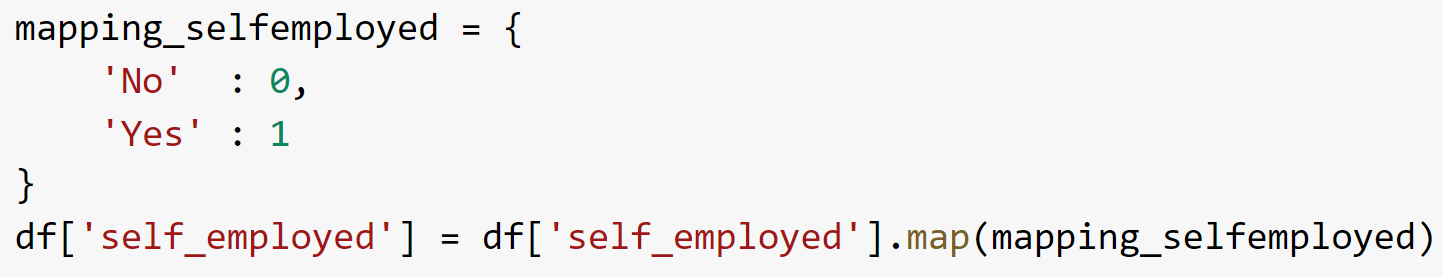 mapping_selfemployed = {
    'No'  : 0,
    'Yes' : 1
}
df['self_employed'] = df['self_employed'].map(mapping_selfemployed)